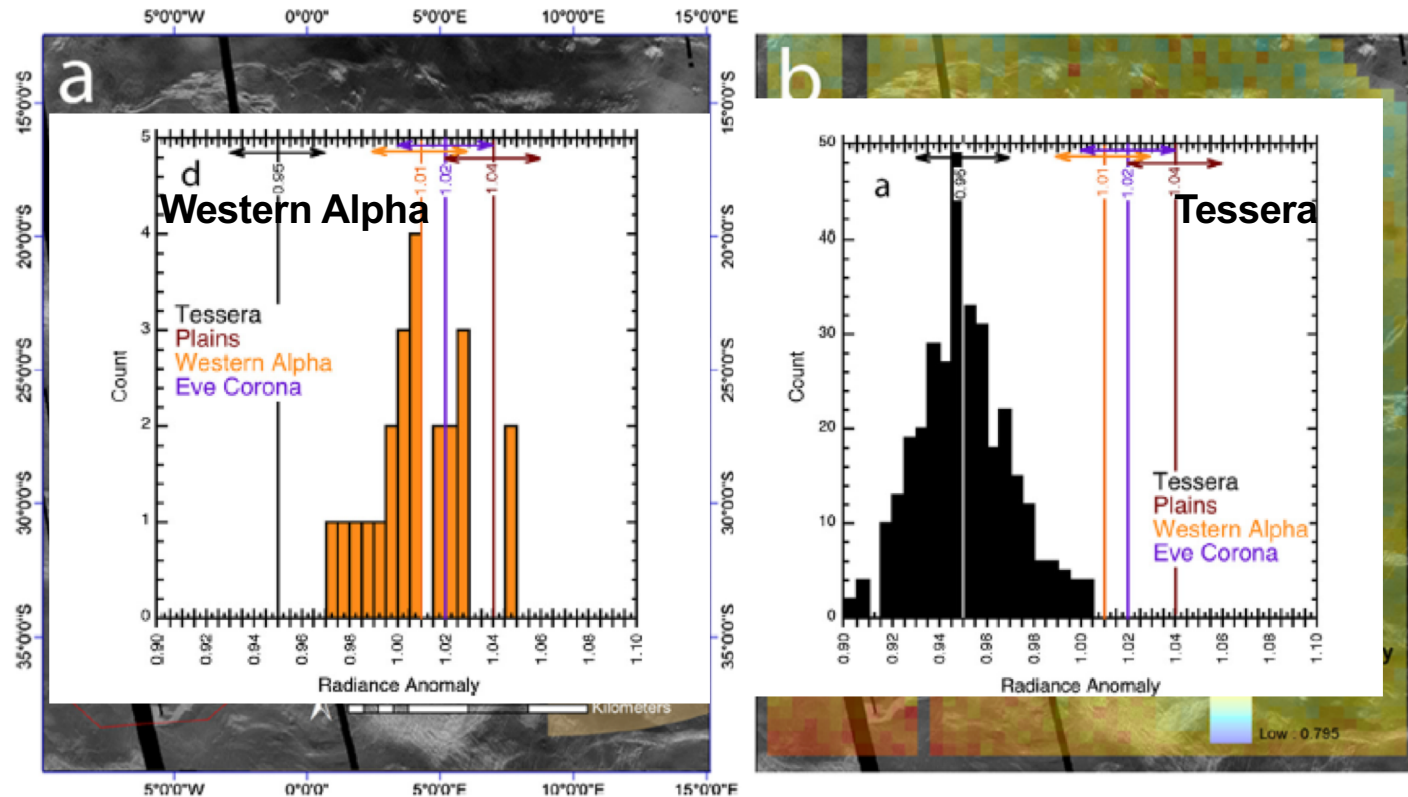 5°0'0"W 0°0'0" 5°0'0"E 10°0'0"E 15°0'0"E
a
15°0'0"S
20°0'0"S
25°0'0"S
30°0'0"S
35°0'0"S
d
Western Alpha
0.95
1.01
1.02
1.04
Tessera
Plains
Western Alpha
Eve Corona
Count
5
4
3
2
1
0
0.90 0.92 0.94 0.96 0.98 1.00 1.02 1.04 1.06 1.08 1.10
Radiance Anomaly
Kilometers
15°0'0"S
20°0'0"S
25°0'0"S
30°0'0"S
35°0'0"S
5°0'0"W 0°0'0" 5°0'0"E 10°0'0"E 15°0'0"E
b
a
Tessera
0.95
1.01
1.02
1.04
Tessera
Plains
Western Alpha
Eve Corona
Count
50
40
30
20
10
0
0.90 0.92 0.94 0.96 0.98 1.00 1.02 1.04 1.06 1.08 1.10
Radiance Anomaly
y
Low : 0.795